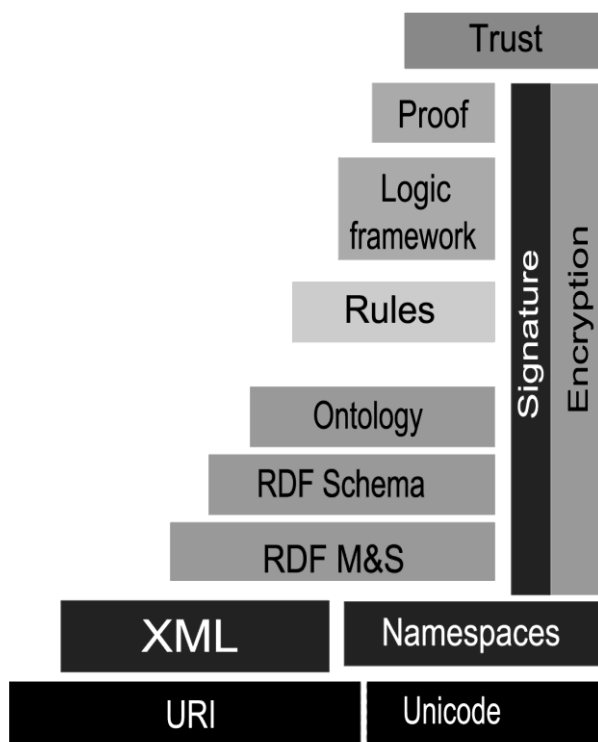 Trust
Proof
Logic
framework
Rules
Ontology
RDF Schema
RDF M&S
Signature
Encryption
XML
Namespaces
URI
Unicode